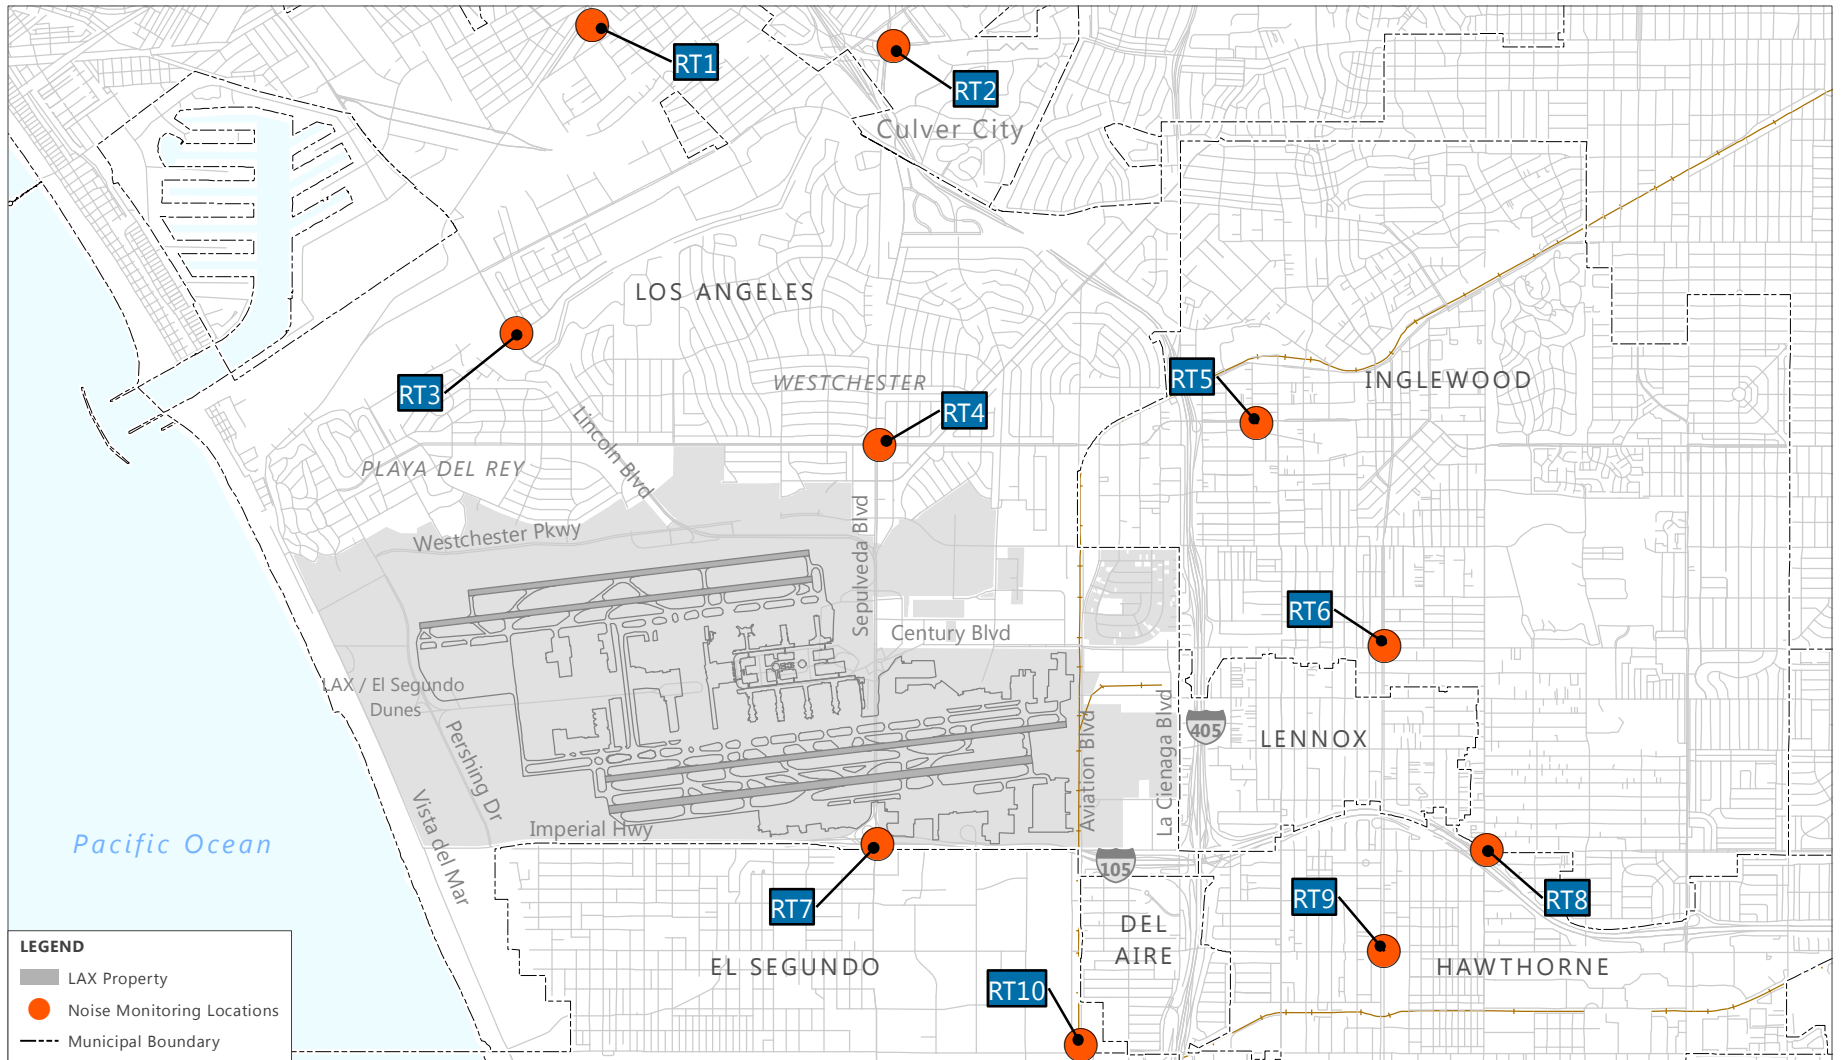 RT1
RT2
Culver City
LOS ANGELES
RT3
WESTCHESTER
RT4
RT5
INGLEWOOD
Lincoln Blvd
PLAYA DEL REY
Westchester Pkwy
Sepulveda Blvd
Century Blvd
RT6
LAX / El Segundo
Dunes
Pershing Dr
Aviation Blvd
La Cienaga Blvd
405
LENNOX
Vista del Mar
Imperial Hwy
Pacific Ocean
105
RT7
RT9
RT8
DEL
AIRE
EL SEGUNDO
HAWTHORNE
RT10
LEGEND
LAX Property
Noise Monitoring Locations
Municipal Boundary